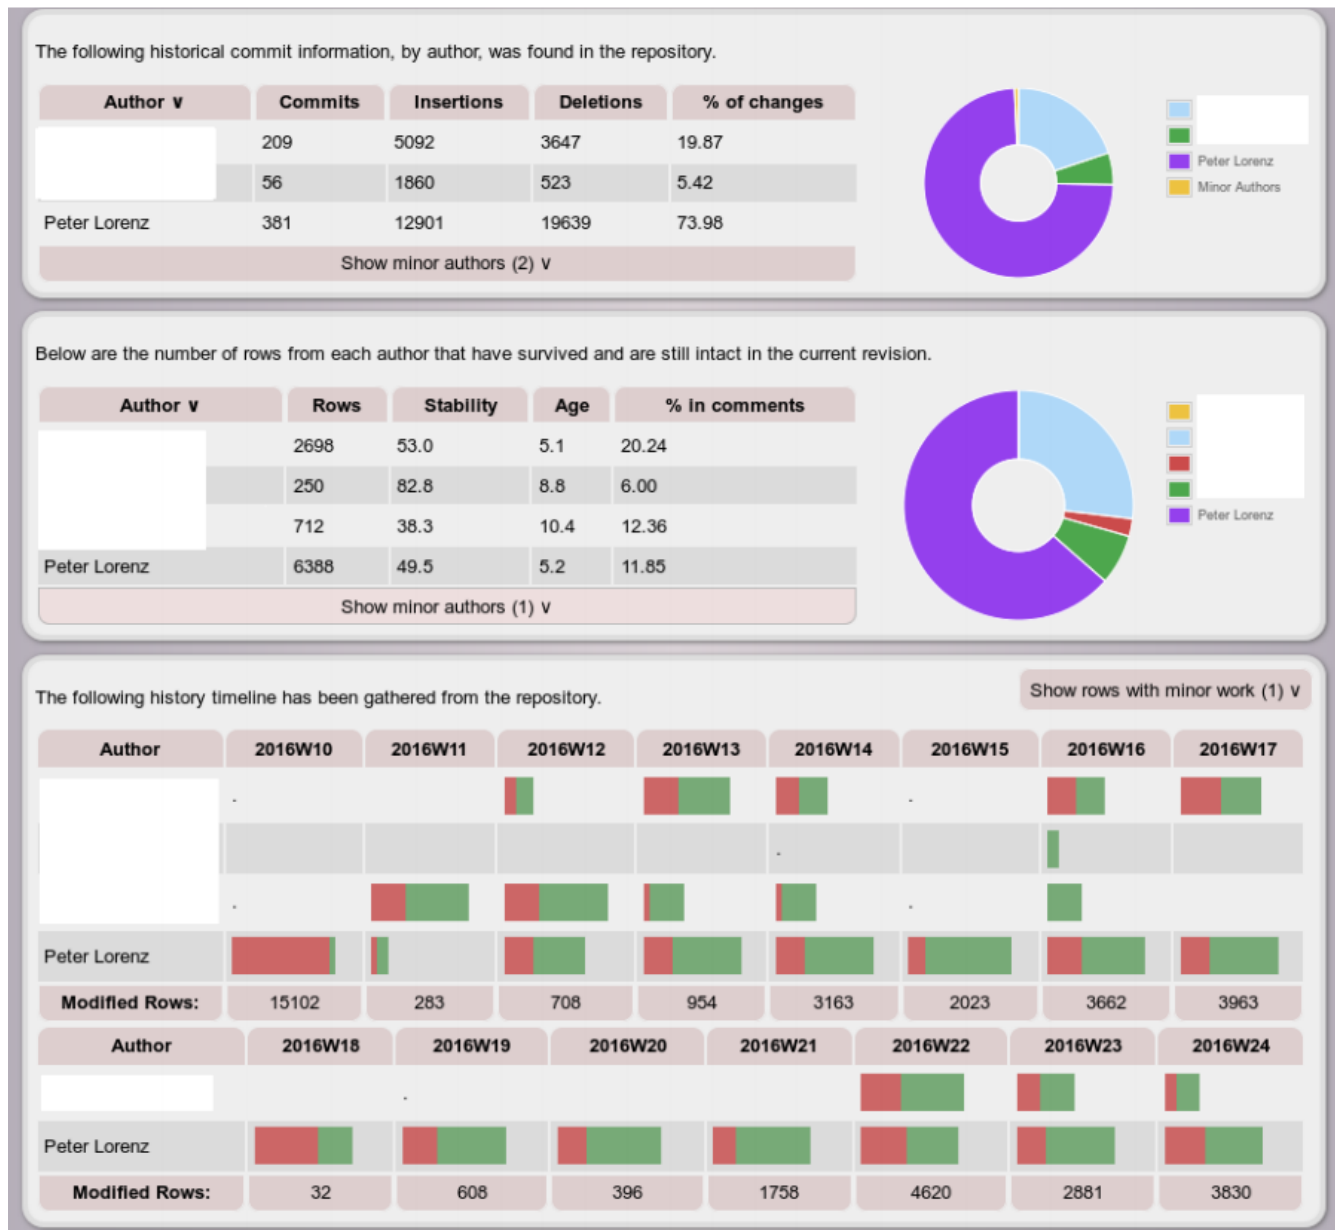 The following historical commit information, by author, was found in the repository.
Author ∨ Commits Insertions Deletions % of changes
209 5092 3647 19.87
56 1860 523 5.42
Peter Lorenz 381 12901 19639 73.98
Show minor authors (2) ∨
Peter Lorenz
Minor Authors
Below are the number of rows from each author that have survived and are still intact in the current revision.
Author ∨ Rows Stability Age % in comments
2698 53.0 5.1 20.24
250 82.8 8.8 6.00
712 38.3 10.4 12.36
Peter Lorenz 6388 49.5 5.2 11.85
Show minor authors (1) ∨
Peter Lorenz
The following history timeline has been gathered from the repository.
Show rows with minor work (1) ∨
Author 2016W10 2016W11 2016W12 2016W13 2016W14 2016W15 2016W16 2016W17
. .
.
. .
Peter Lorenz
Modified Rows: 15102 283 708 954 3163 2023 3662 3963
Author 2016W18 2016W19 2016W20 2016W21 2016W22 2016W23 2016W24
.
Peter Lorenz
Modified Rows: 32 608 396 1758 4620 2881 3830